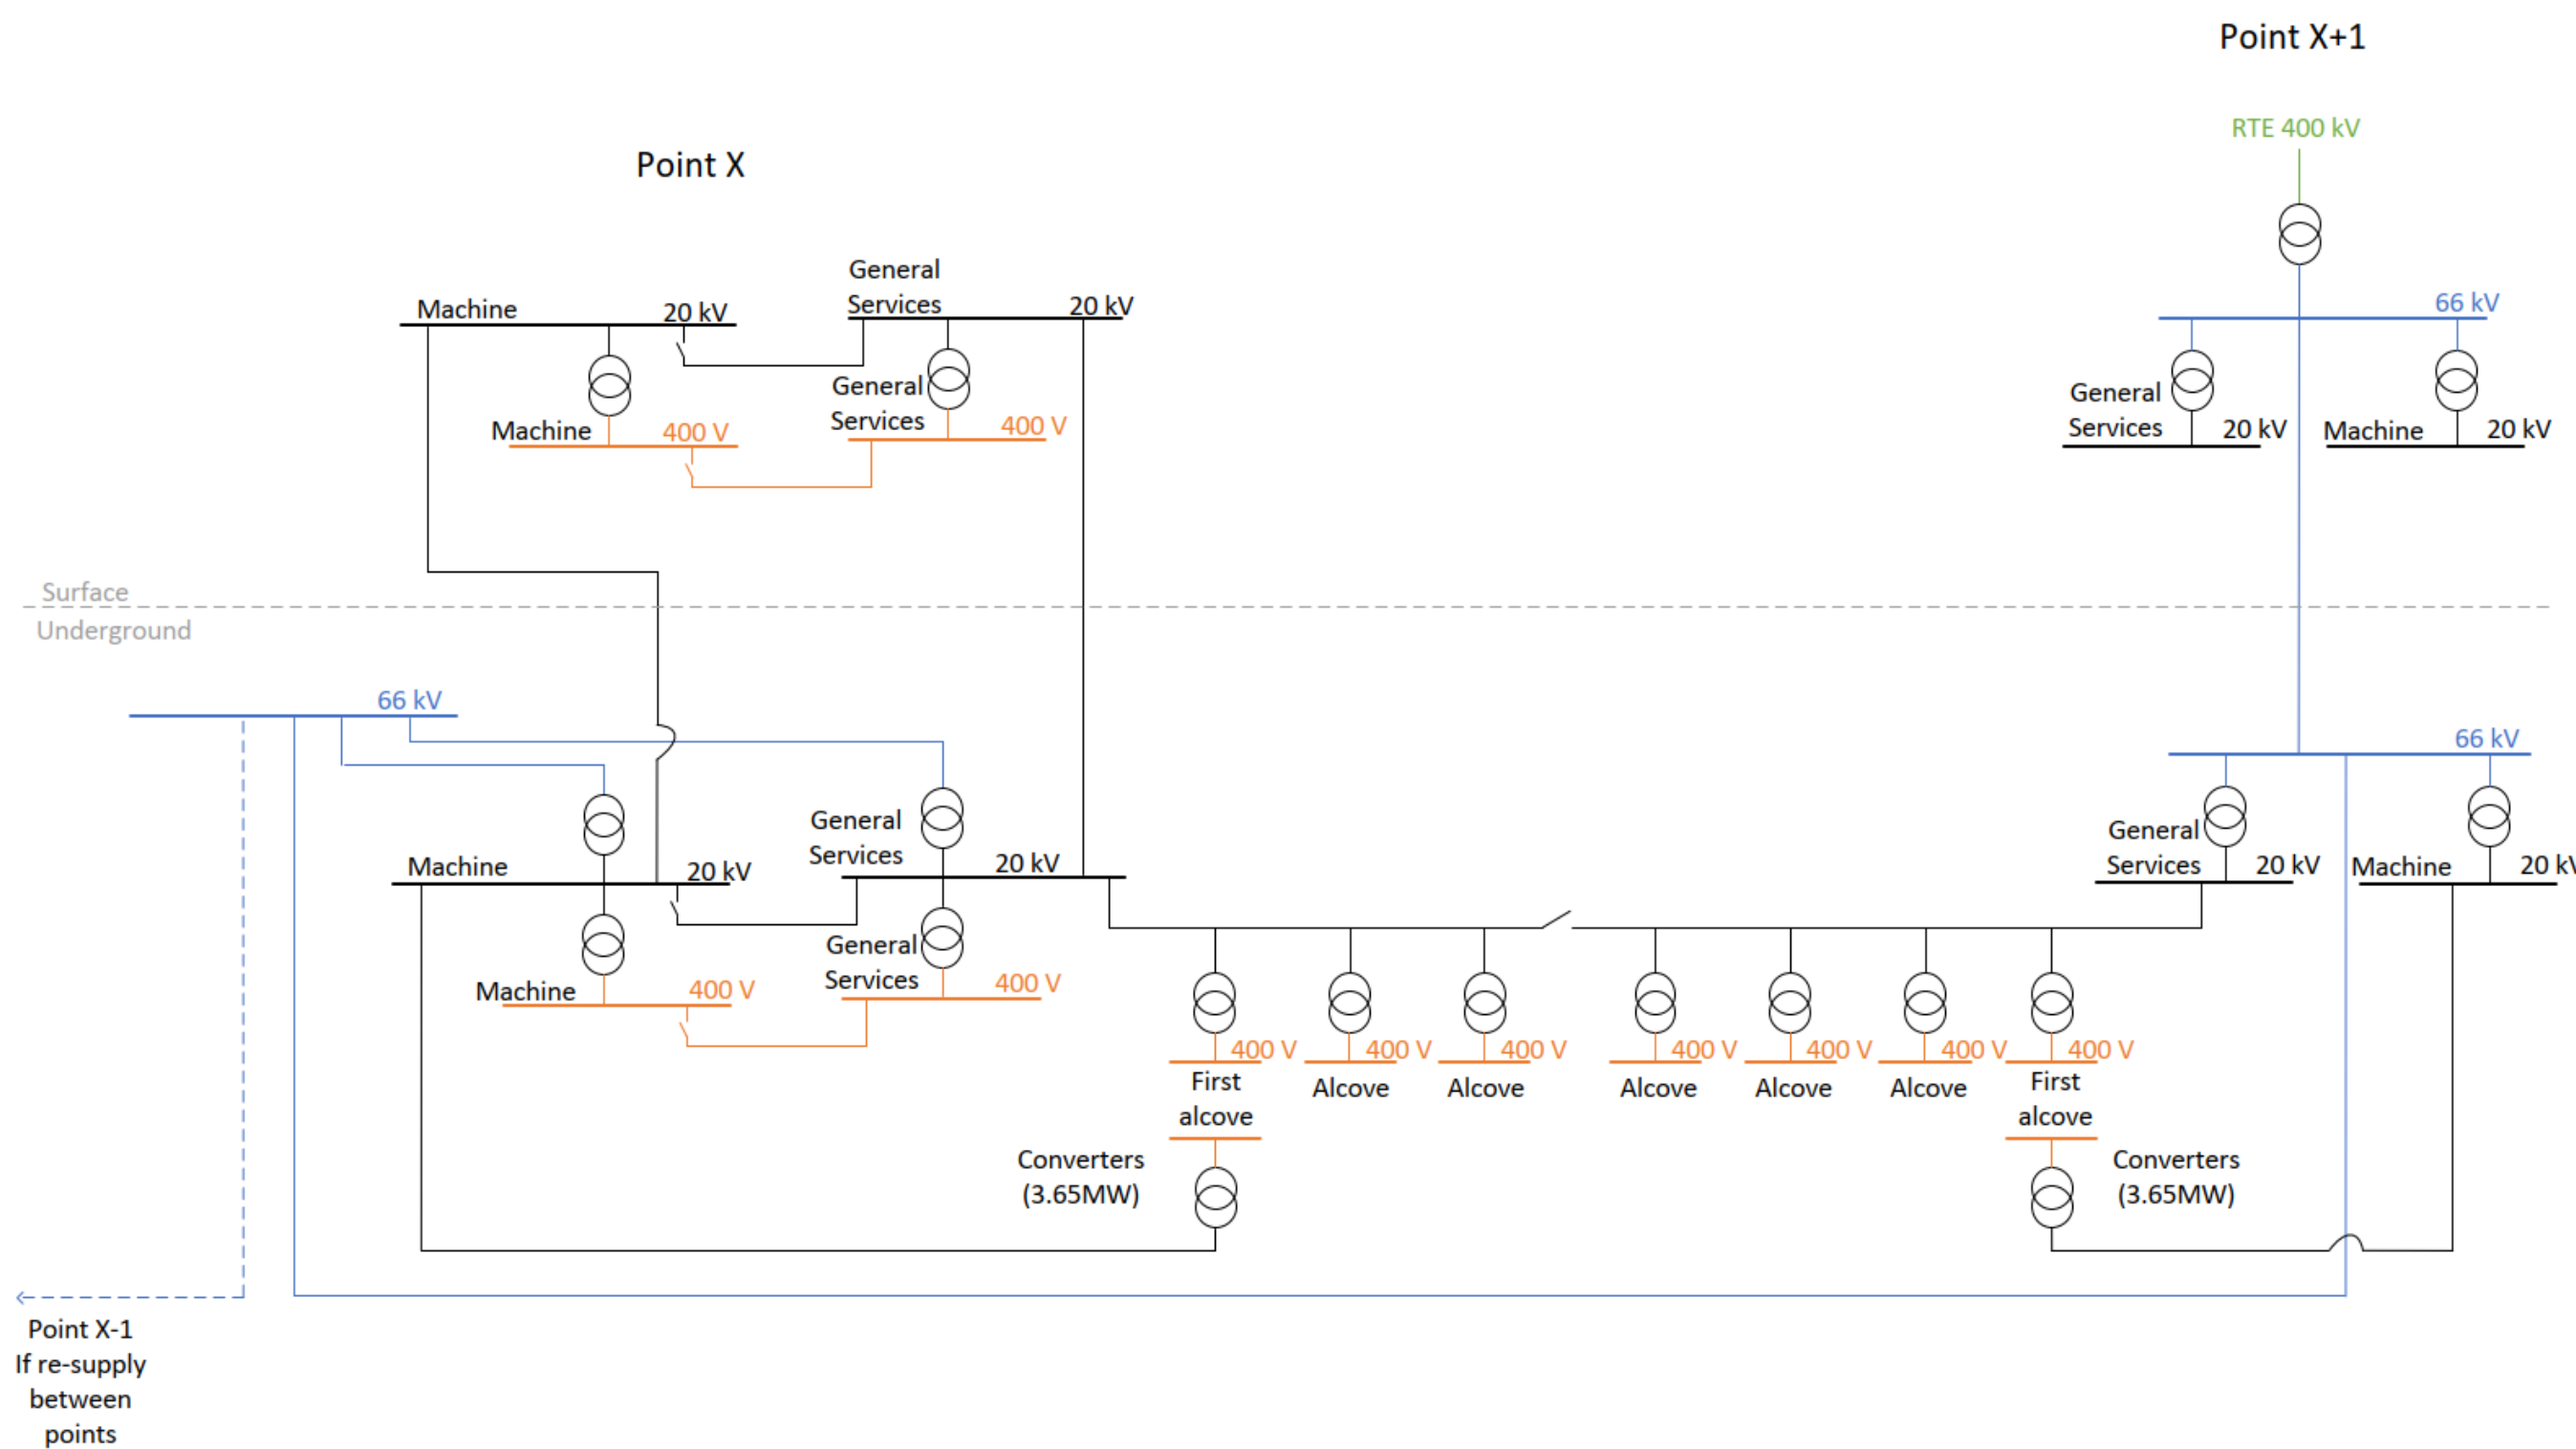 Point X+1
RTE 400 kV
Point X
General
Services
20 kV
Machine
20 kV
66 kV
General
Services
400 V
Machine
400 V
General
Services
20 kV
Machine
20 kV
Surface
Underground
66 kV
66 kV
General
Services
20 kV
Machine
20 kV
General
Services
20 kV
Machine
20 kV
General
Services
400 V
Machine
400 V
400 V
400 V
400 V
400 V
400 V
400 V
400 V
First
alcove
Alcove
Alcove
Alcove
Alcove
Alcove
First
alcove
Converters
(3.65MW)
Converters
(3.65MW)
Point X-1
If re-supply
between
points